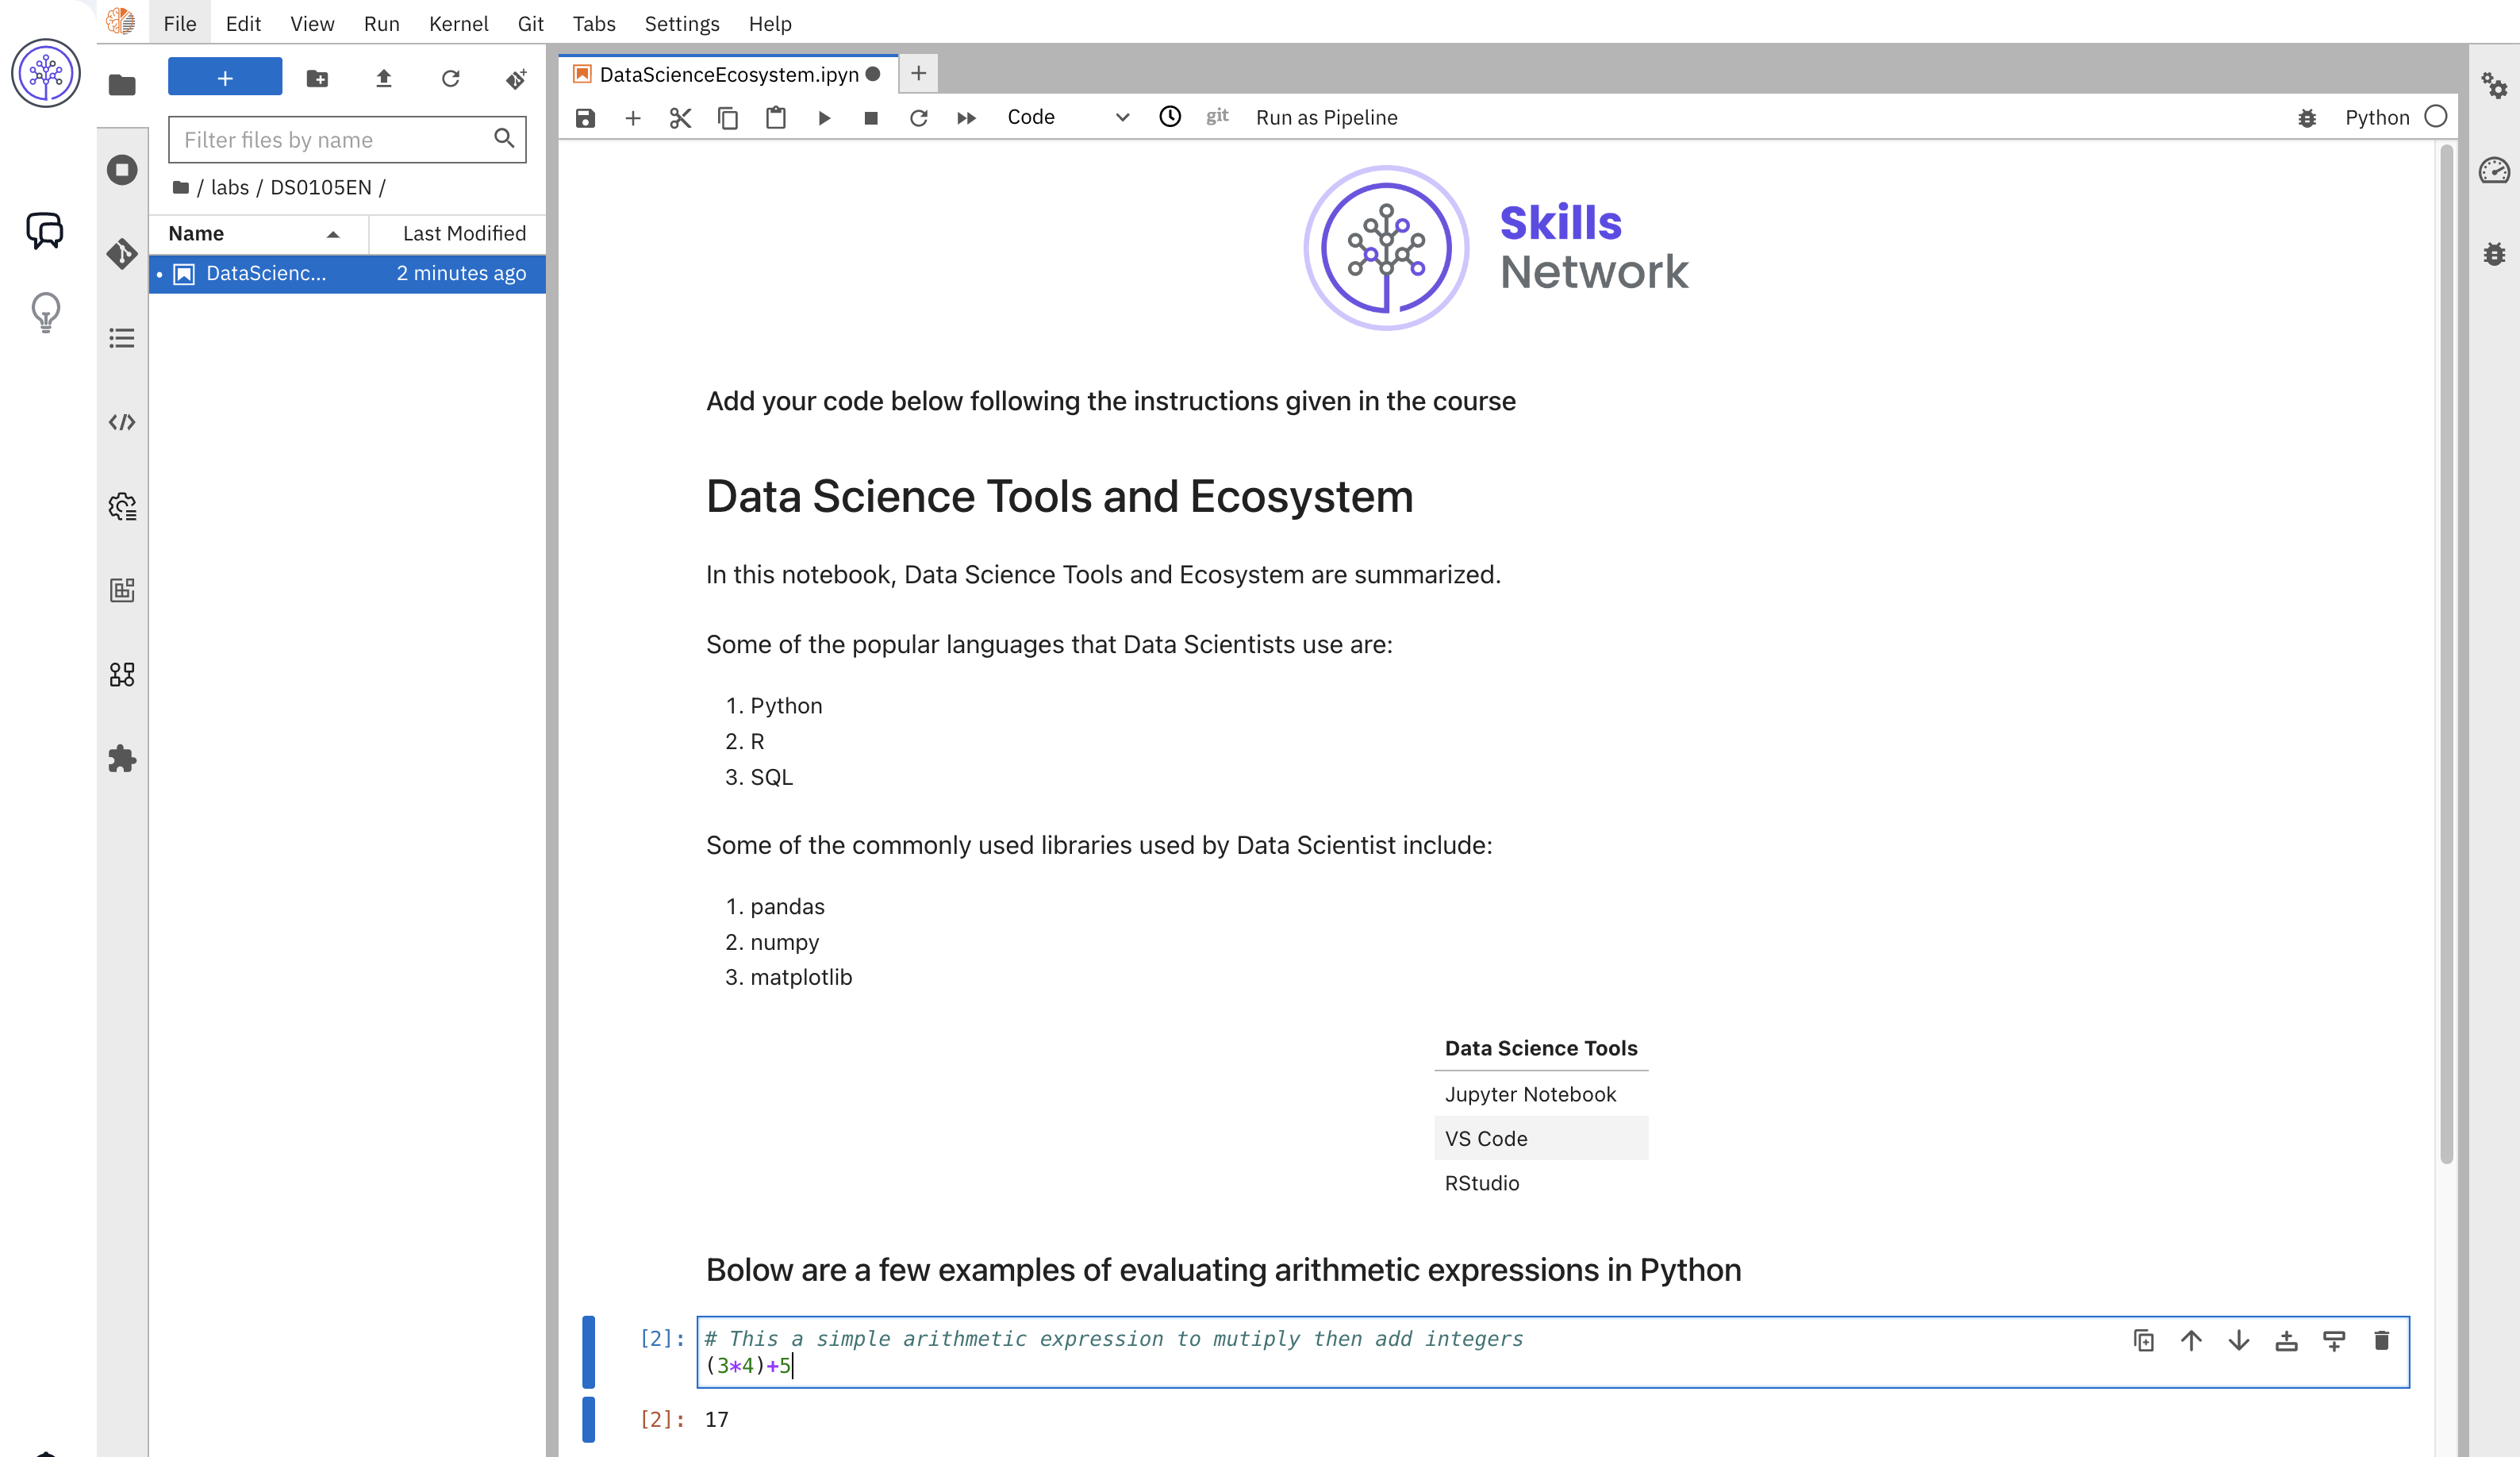 File Edit View Run Kernel Git Tabs Settings Help
DataScienceEcosystem.ipyn
Code
git
Run as Pipeline
Python
Filter files by name
/ labs / DS0105EN /
Name Last Modified
DataScienc... 2 minutes ago
Skills
Network
Add your code below following the instructions given in the course
Data Science Tools and Ecosystem
In this notebook, Data Science Tools and Ecosystem are summarized.
Some of the popular languages that Data Scientists use are:
1. Python
2. R
3. SQL
Some of the commonly used libraries used by Data Scientist include:
1. pandas
2. numpy
3. matplotlib
Data Science Tools
Jupyter Notebook
VS Code
RStudio
Bolow are a few examples of evaluating arithmetic expressions in Python
[2]: # This a simple arithmetic expression to mutiply then add integers
(3*4)+5
[2]: 17